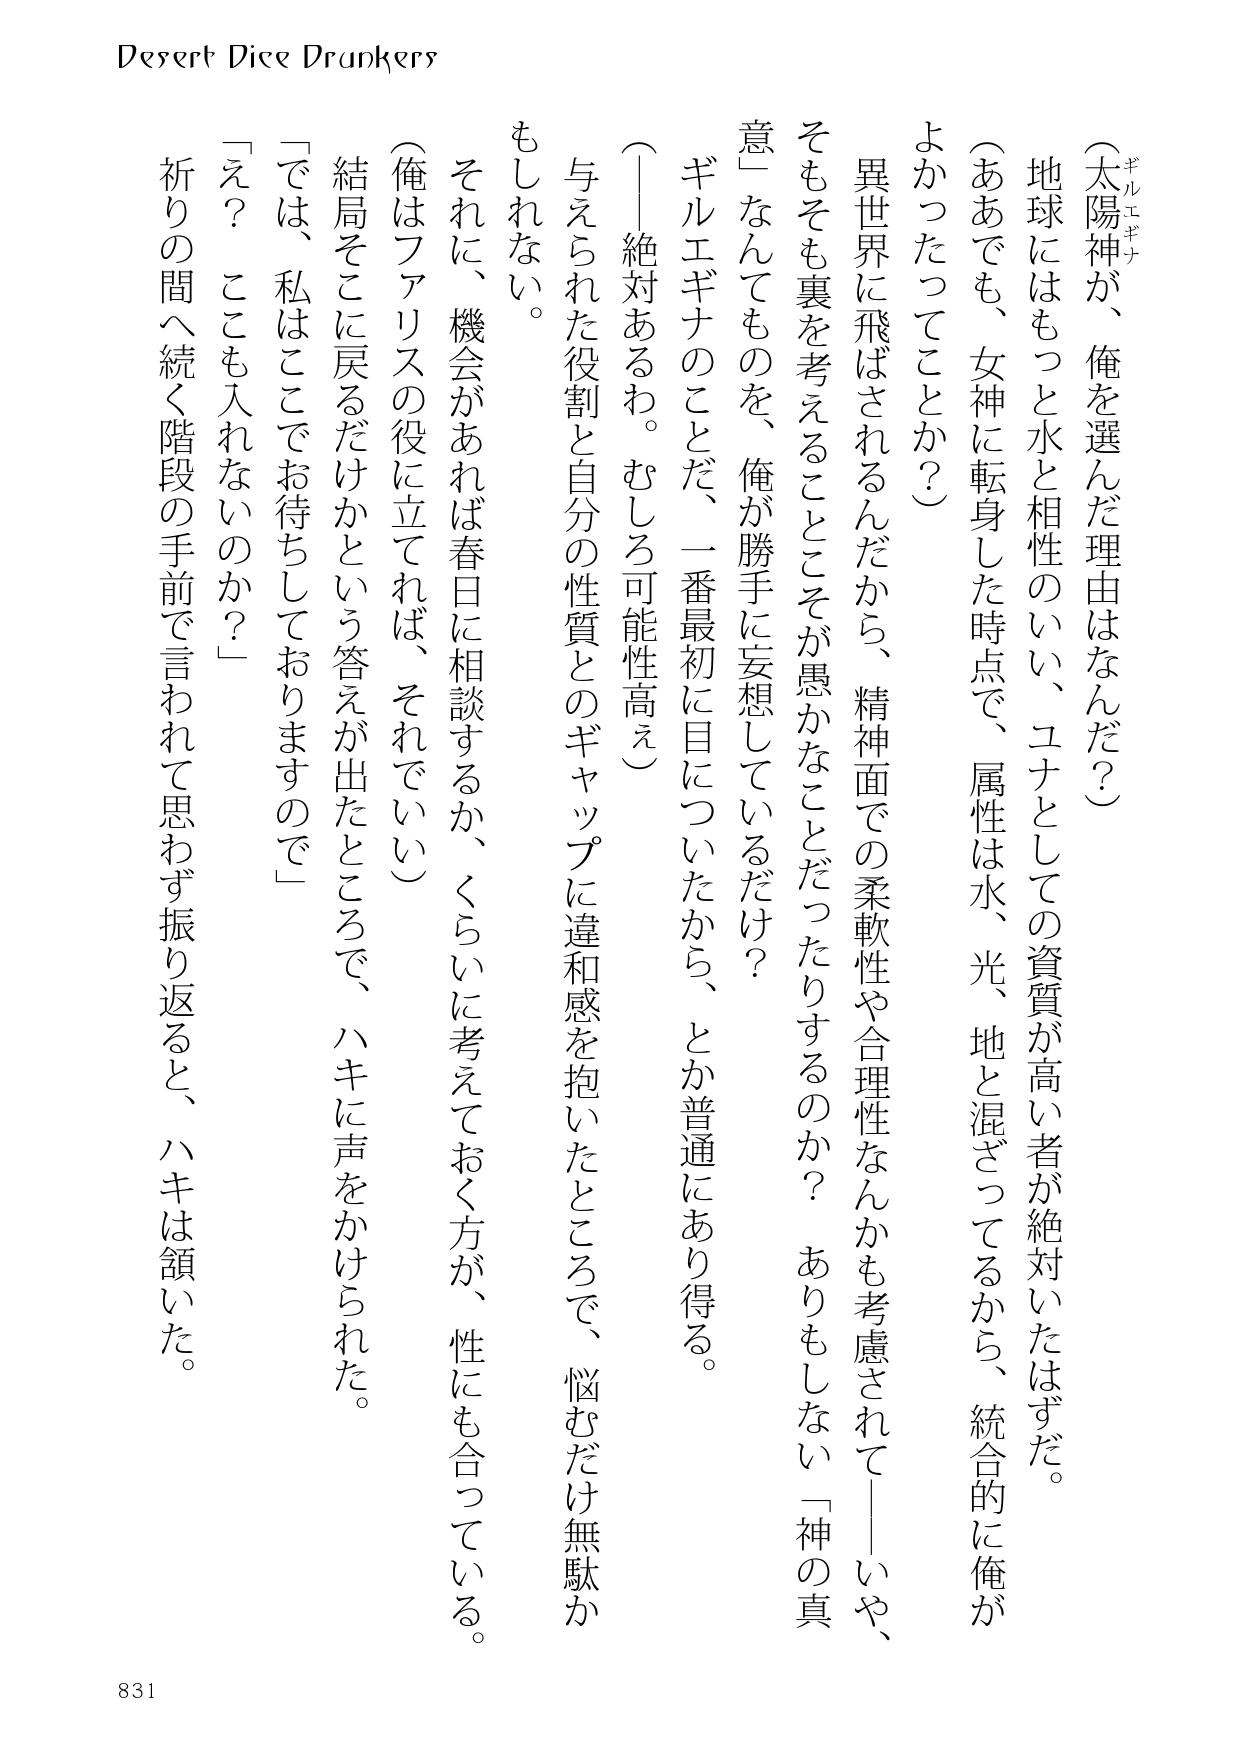 Desert Dice Drunkers
（太陽神が、俺を選んだ理由はなんだ？）
ギルエギナ
地球にはもっと水と相性のいい、ユナとしての資質が高い者が絶対いたはずだ。
（ああでも、女神に転身した時点で、属性は水、光、地と混ざってるから、統合的に俺が
よかったってことか？）
異世界に飛ばされるんだから、精神面での柔軟性や合理性なんかも考慮されて――いや、
そもそも裏を考えることこそが愚かなことだったりするのか？　ありもしない「神の真
意」なんてものを、俺が勝手に妄想しているだけ？
ギルエギナのことだ、一番最初に目についたから、とか普通にあり得る。
（――絶対あるわ。むしろ可能性高ぇ）
与えられた役割と自分の性質とのギャップに違和感を抱いたところで、悩むだけ無駄か
もしれない。
それに、機会があれば春日に相談するか、くらいに考えておく方が、性にも合っている。
（俺はファリスの役に立てれば、それでいい）
結局そこに戻るだけかという答えが出たところで、ハキに声をかけられた。
「では、私はここでお待ちしておりますので」
「え？　ここも入れないのか？」
祈りの間へ続く階段の手前で言われて思わず振り返ると、ハキは頷いた。
831